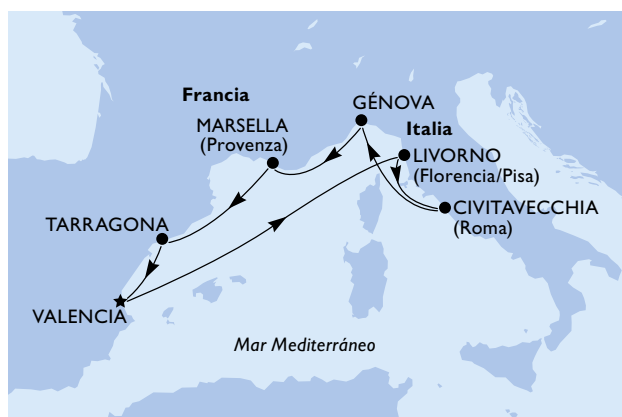 Francia
GÉNOVA
MARSELLA
(Provenza)
Italia
LIVORNO
(Florencia/Pisa)
CIVITAVECCHIA
(Roma)
TARRAGONA
VALENCIA
Mar Mediterráneo